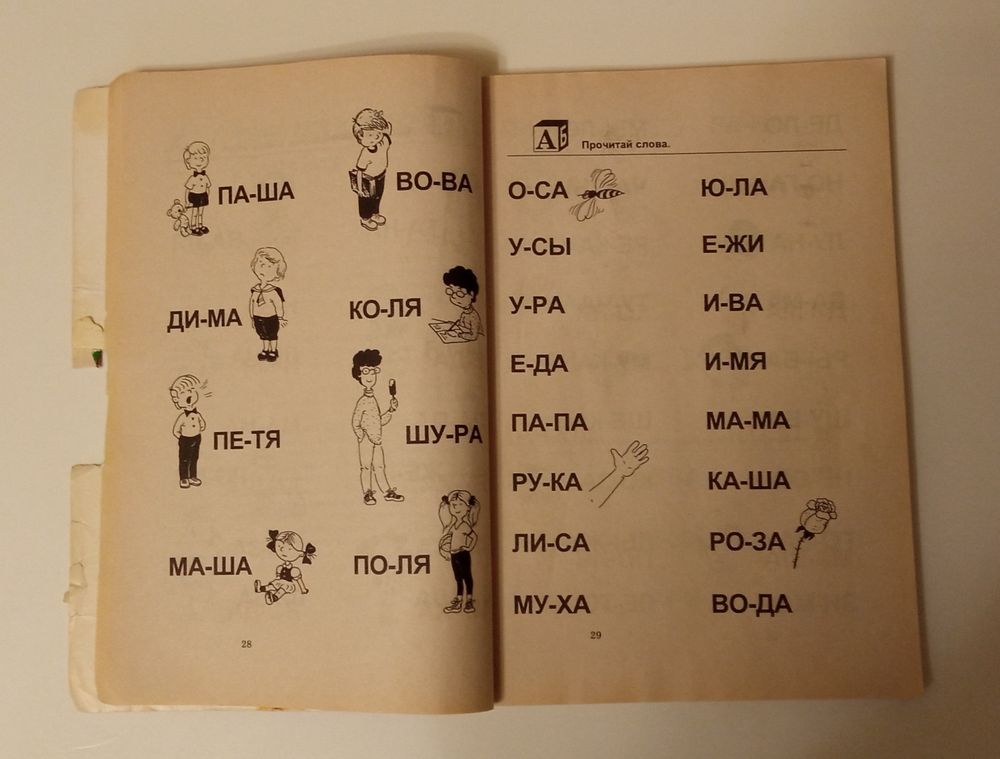 ПА-ША ВО-ВА
ДИ-МА КО-ЛЯ
ПЕ-ТЯ ШУ-РА
МА-ША ПО-ЛЯ
28
А Б Прочитай слова.
О-СА Ю-ЛА
У-СЫ Е-ЖИ
У-РА И-ВА
Е-ДА И-МЯ
ПА-ПА МА-МА
РУ-КА КА-ША
ЛИ-СА РО-ЗА
МУ-ХА ВО-ДА
29